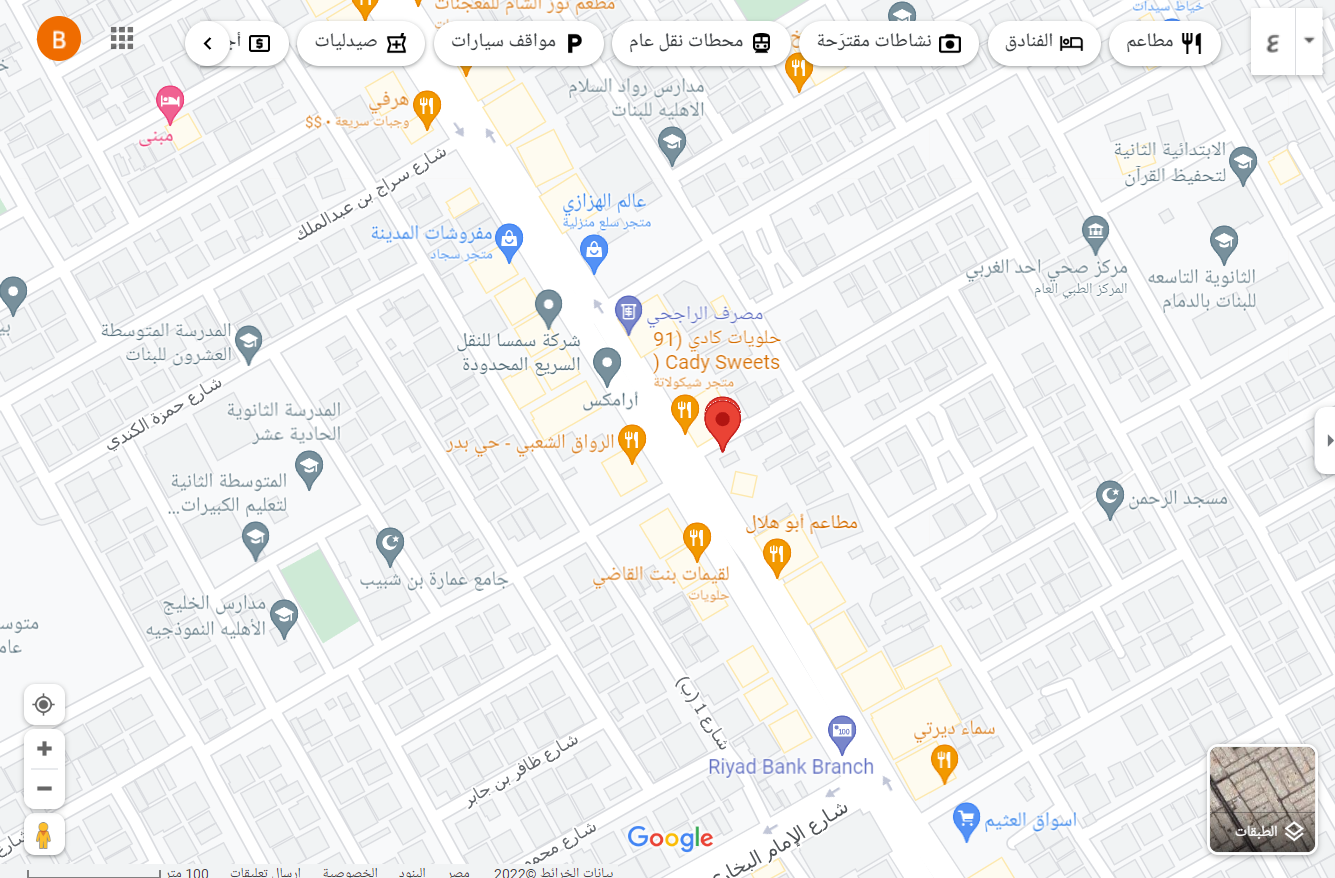 مطعم نور الشام للمعجنات
خياط سيدات
B
مطاعم
الفنادق
نشاطات مقترَحة
محطات نقل عام
مواقف سيارات
صيدليات
ع
هرفي
وجبات سريعة • $$
مبنى
مدارس رواد السلام
الاهليه للبنات
شارع سراج بن عبدالملك
الابتدائية الثانية
لتحفيظ القرآن
عالم الهزازي
متجر سلع منزلية
مفروشات المدينة
متجر سجاد
مركز صحي احد الغربي
المركز الطبي العام
الثانوية التاسعه
للبنات بالدمام
مصرف الراجحي
حلويات كادي (91
( Cady Sweets
متجر شيكولاتة
شركة سمسا للنقل
السريع المحدودة
المدرسة المتوسطة
العشرون للبنات
أرامكس
شارع حمزة الكندي
المدرسة الثانوية
الحادية عشر
الرواق الشعبي - حي بدر
المتوسطة الثانية
لتعليم الكبيرات...
مسجد الرحمن
مطاعم أبو هلال
جامع عمارة بن شبيب
لقيمات بنت القاضي
حلويات
مدارس الخليج
الأهليه النموذجيه
شارع 1 (ب)
سماء ديرتي
شارع ظافر بن جابر
Riyad Bank Branch
100
اسواق العثيم
شارع الإمام البخاري
الطبقات
Google
بيانات الخرائط ©2022
مصر
البنود
الخصوصية
إرسال تعليقات
100 متر